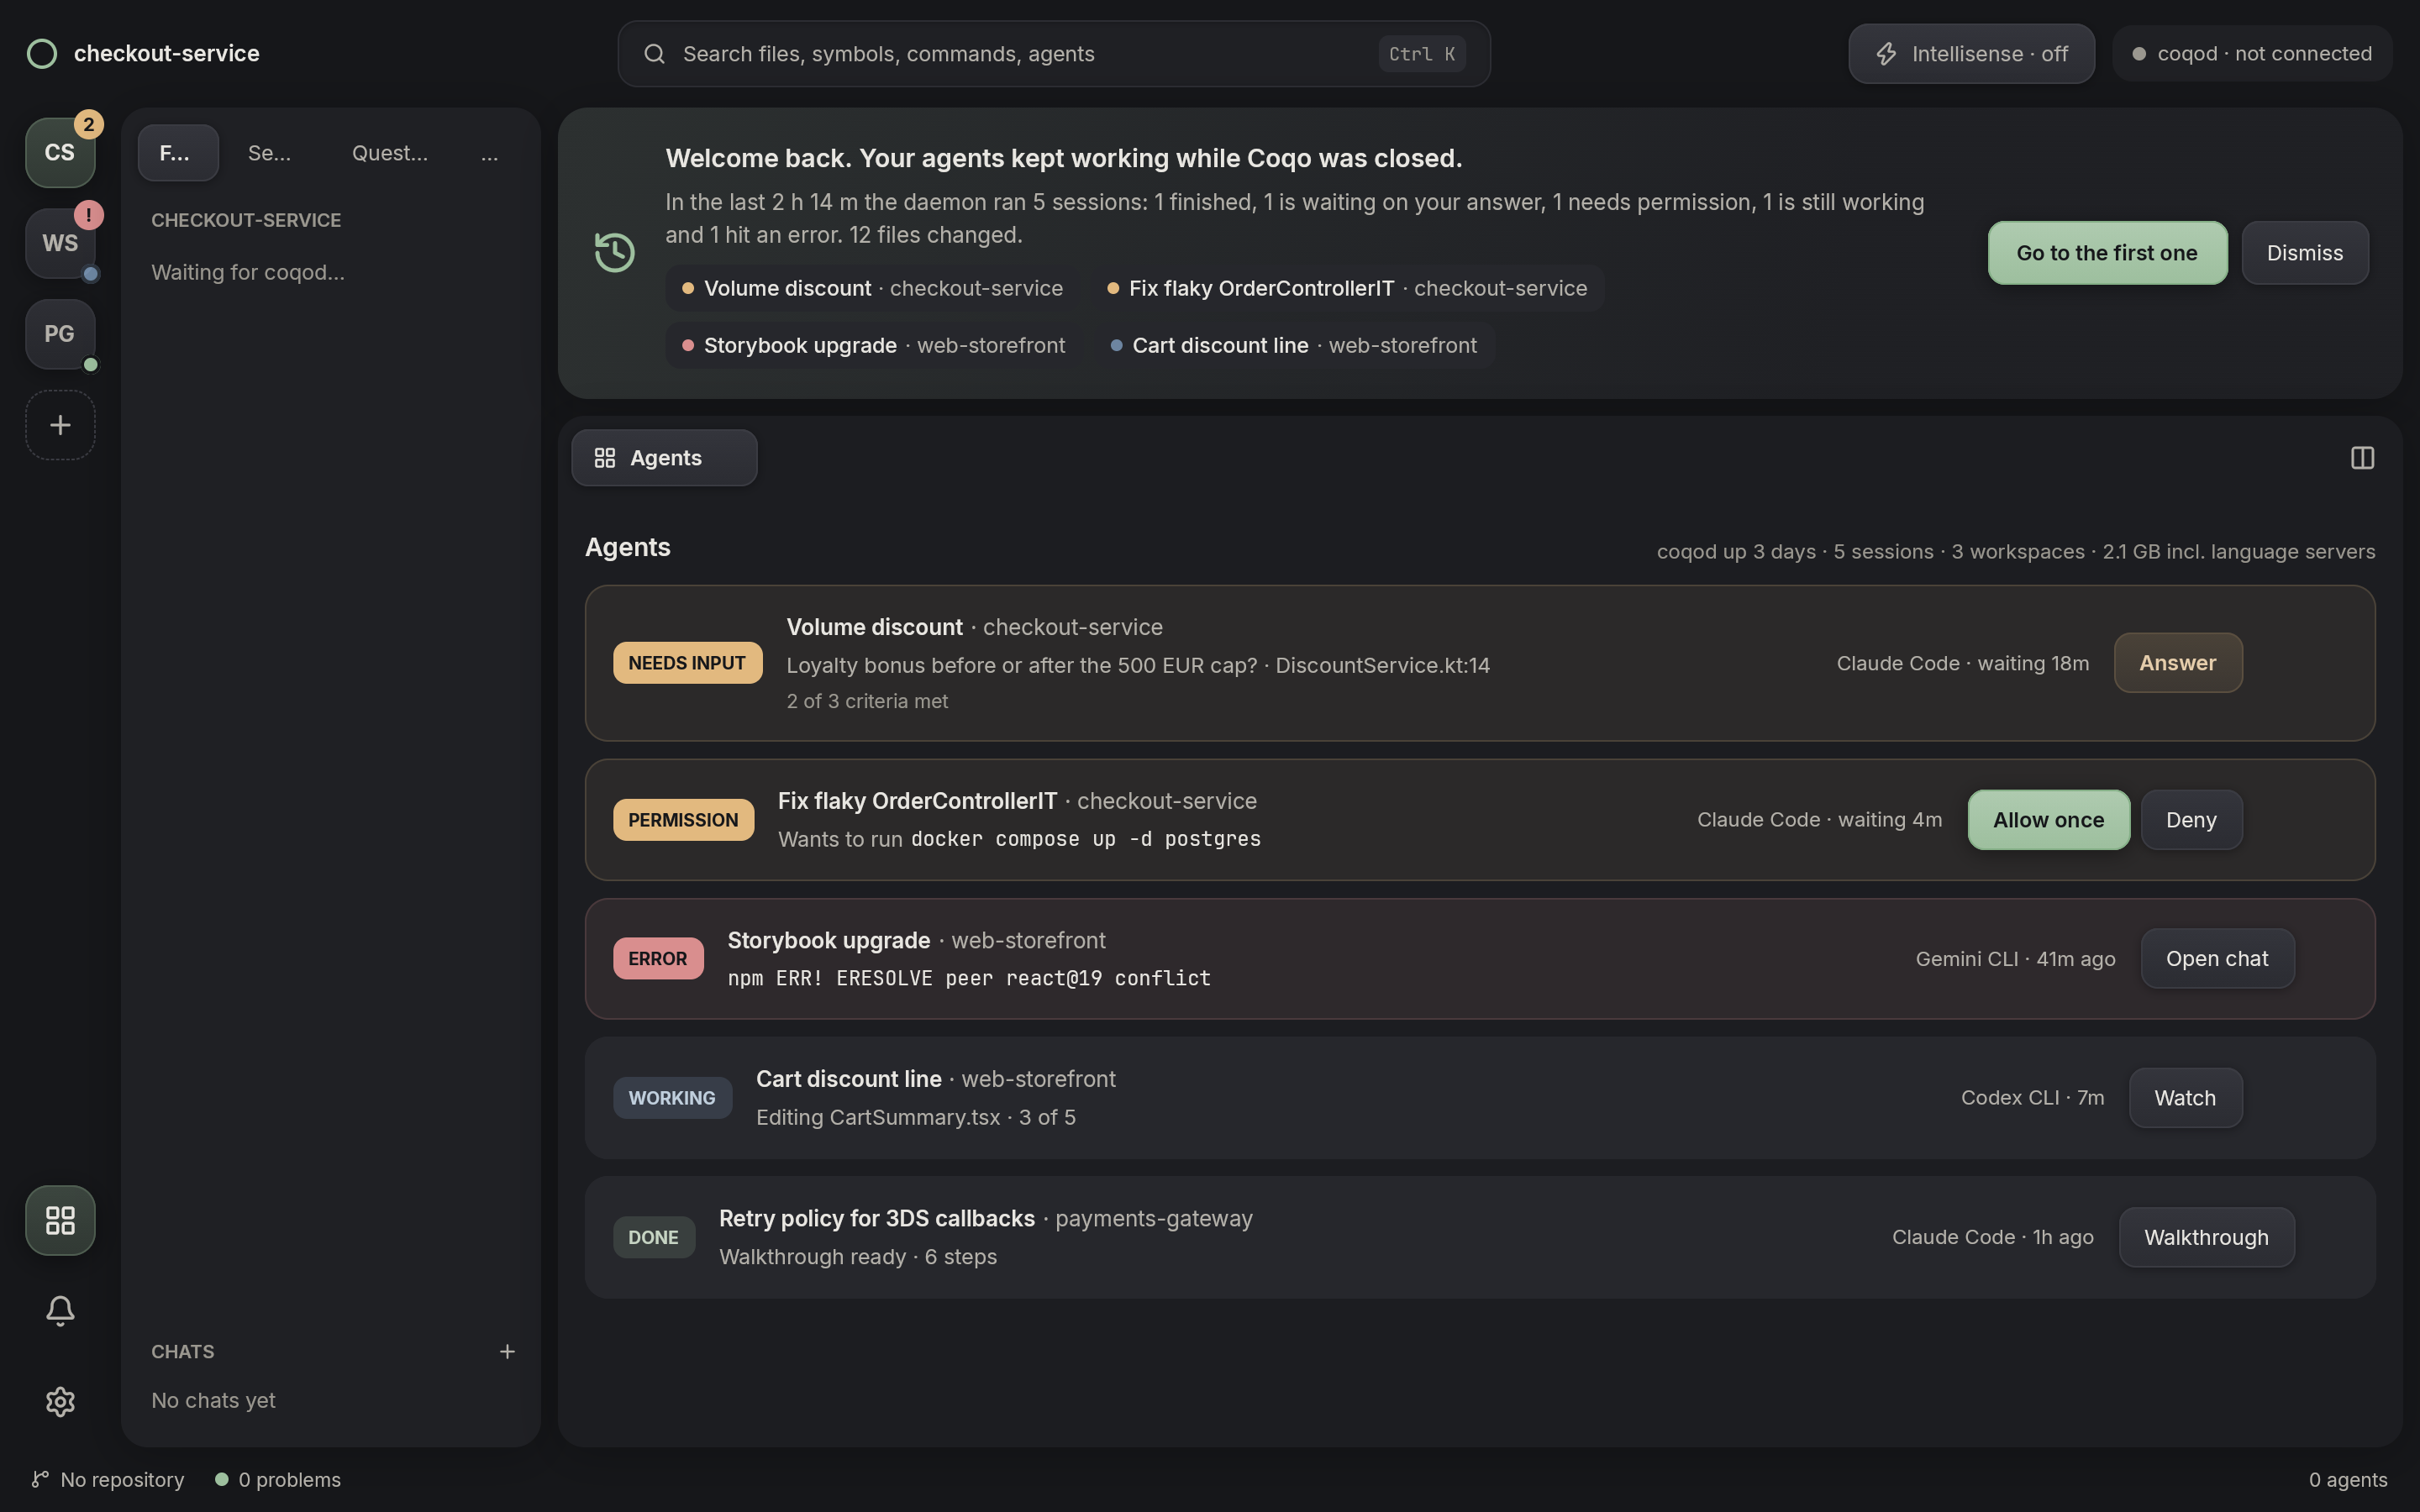 checkout-service
Search files, symbols, commands, agents
Ctrl K
Intellisense · off
coqod · not connected
CS
2
WS
!
PG
F...
Se...
Quest...
...
CHECKOUT-SERVICE
Waiting for coqod...
Welcome back. Your agents kept working while Coqo was closed.
In the last 2 h 14 m the daemon ran 5 sessions: 1 finished, 1 is waiting on your answer, 1 needs permission, 1 is still working
and 1 hit an error. 12 files changed.
Volume discount · checkout-service
Fix flaky OrderControllerIT · checkout-service
Storybook upgrade · web-storefront
Cart discount line · web-storefront
Go to the first one
Dismiss
Agents
Agents
coqod up 3 days · 5 sessions · 3 workspaces · 2.1 GB incl. language servers
NEEDS INPUT
Volume discount · checkout-service
Loyalty bonus before or after the 500 EUR cap? · DiscountService.kt:14
2 of 3 criteria met
Claude Code · waiting 18m
Answer
PERMISSION
Fix flaky OrderControllerIT · checkout-service
Wants to run docker compose up -d postgres
Claude Code · waiting 4m
Allow once
Deny
ERROR
Storybook upgrade · web-storefront
npm ERR! ERESOLVE peer react@19 conflict
Gemini CLI · 41m ago
Open chat
WORKING
Cart discount line · web-storefront
Editing CartSummary.tsx · 3 of 5
Codex CLI · 7m
Watch
DONE
Retry policy for 3DS callbacks · payments-gateway
Walkthrough ready · 6 steps
Claude Code · 1h ago
Walkthrough
CHATS
No chats yet
No repository
0 problems
0 agents